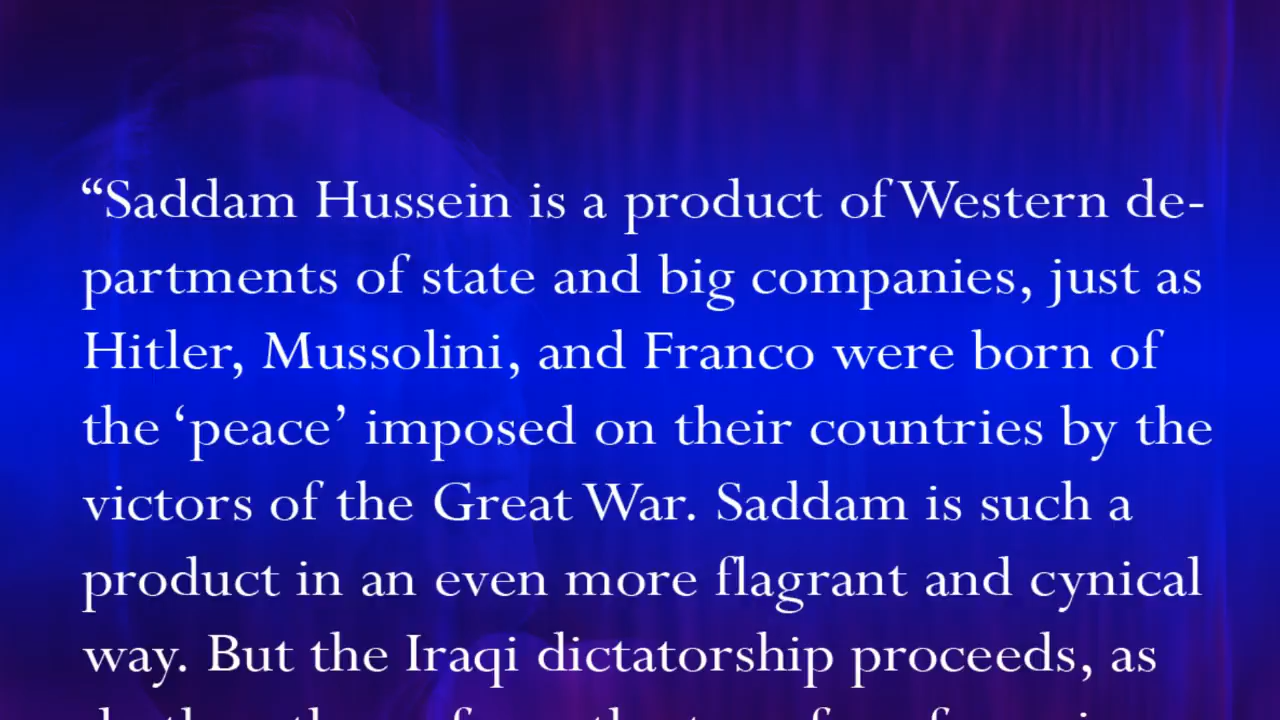 “Saddam Hussein is a product of Western de-
partments of state and big companies, just as
Hitler, Mussolini, and Franco were born of
the ‘peace’ imposed on their countries by the
victors of the Great War. Saddam is such a
product in an even more flagrant and cynical
way. But the Iraqi dictatorship proceeds, as